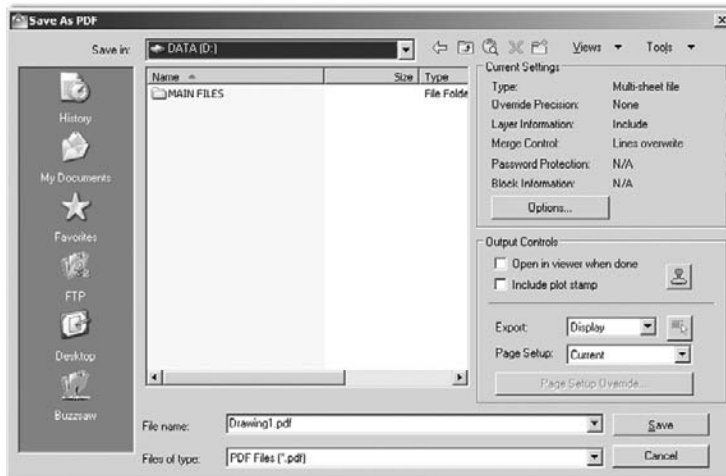 Save As PDF
Save in: DATA (D:) Views Tools
Name Size Type
MAIN FILES File Folde
History
My Documents
Favorites
FTP
Desktop
Buzzsaw
Current Settings
Type: Multi-sheet file
Override Precision: None
Layer Information: Include
Merge Control: Lines overwrite
Password Protection: N/A
Block Information: N/A
Options...
Output Controls
Open in viewer when done
Include plot stamp
Export: Display
Page Setup: Current
Page Setup Override...
File name: Drawing1.pdf Save
Files of type: PDF Files (*.pdf) Cancel